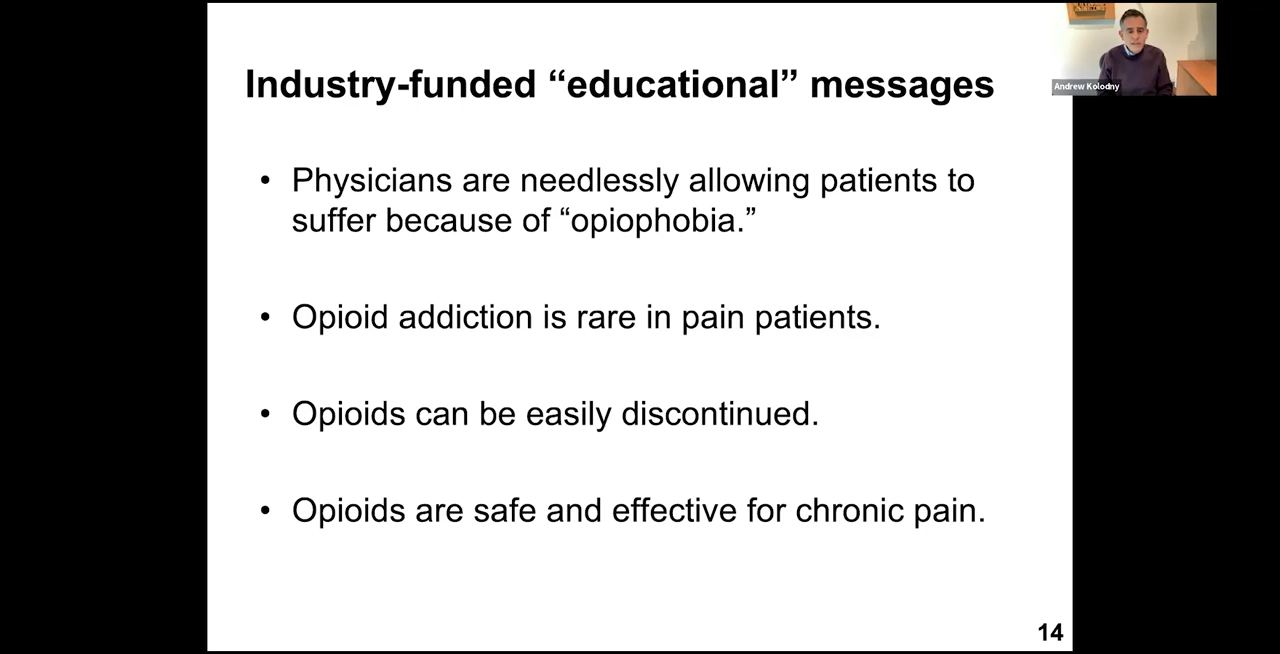 Industry-funded “educational” messages
Andrew Kolodny
• Physicians are needlessly allowing patients to
suffer because of “opiophobia.”
• Opioid addiction is rare in pain patients.
• Opioids can be easily discontinued.
• Opioids are safe and effective for chronic pain.
14